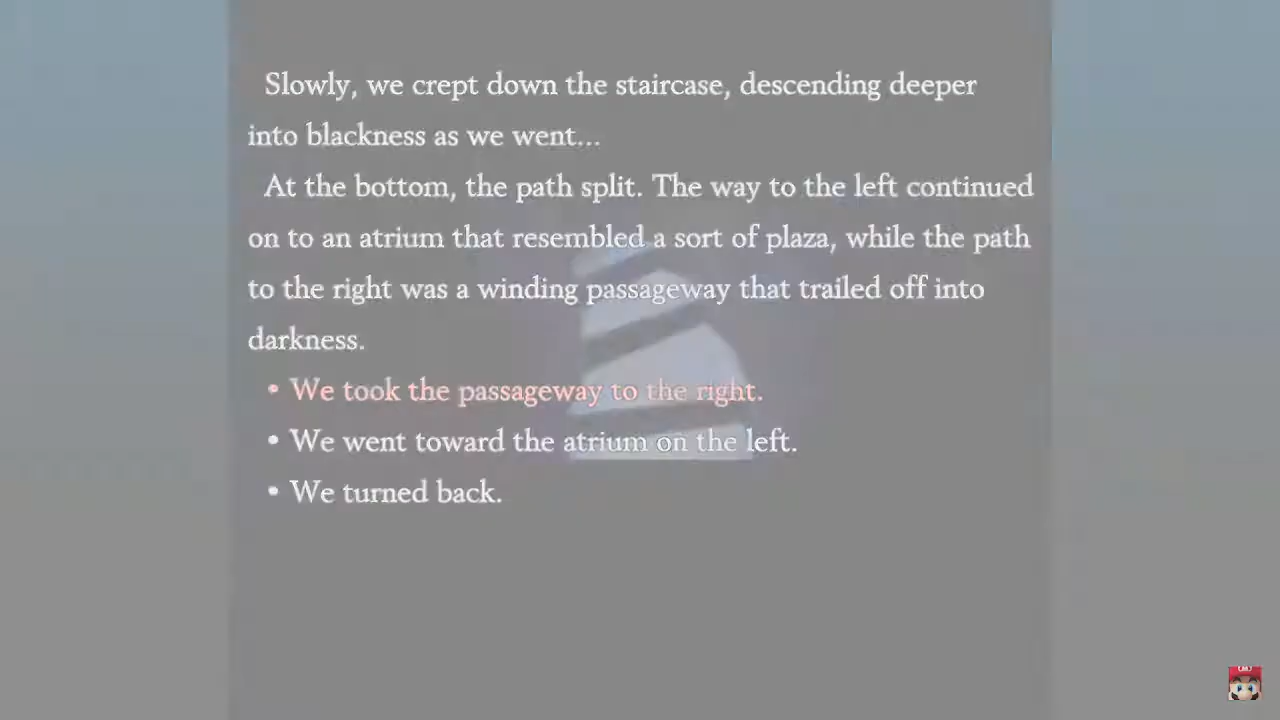 Slowly, we crept down the staircase, descending deeper
into blackness as we went...
At the bottom, the path split. The way to the left continued
on to an atrium that resembled a sort of plaza, while the path
to the right was a winding passageway that trailed off into
darkness.
• We took the passageway to the right.
• We went toward the atrium on the left.
• We turned back.
M